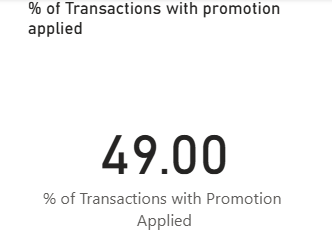 % of Transactions with promotion
applied
49.00
% of Transactions with Promotion
Applied